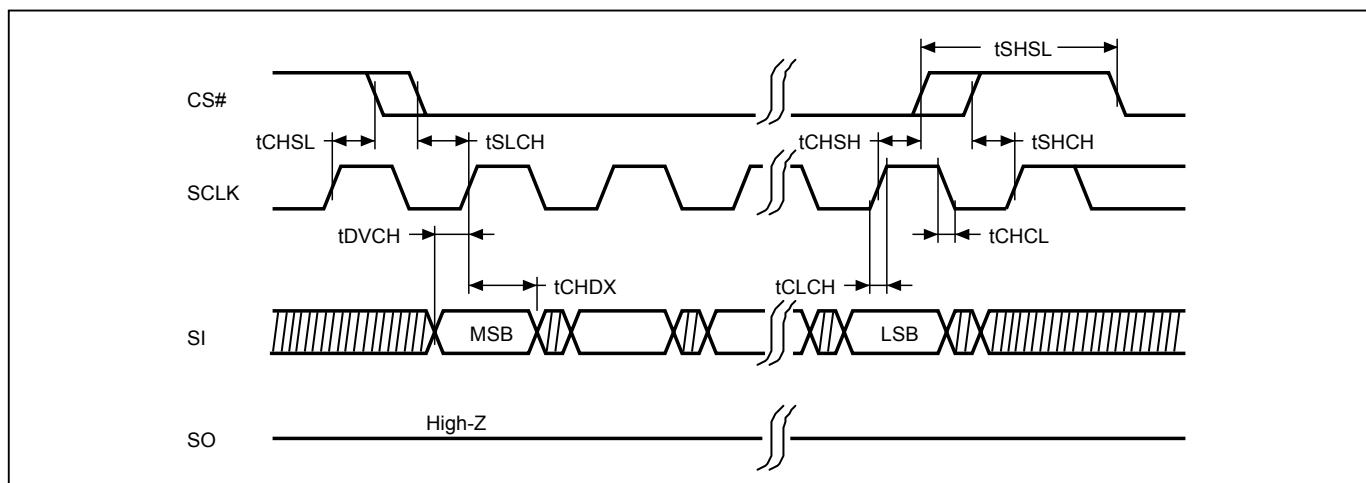 tSHSL
CS#
tCHSL
tSLCH
tCHSH
tSHCH
SCLK
tDVCH
tCHCL
tCHDX
tCLCH
SI
MSB
LSB
High-Z
SO